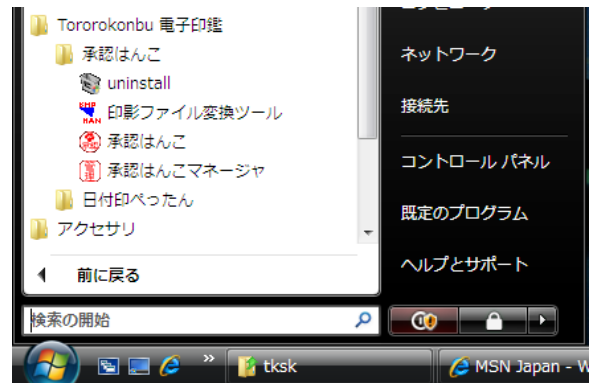 Tororokonbu 電子印鑑
承認はんこ
uninstall
印影ファイル変換ツール
承認はんこ
承認はんこマネージャ
日付印ぺったん
アクセサリ
前に戻る
検索の開始
ネットワーク
接続先
コントロール パネル
既定のプログラム
ヘルプとサポート
tksk
MSN Japan - W